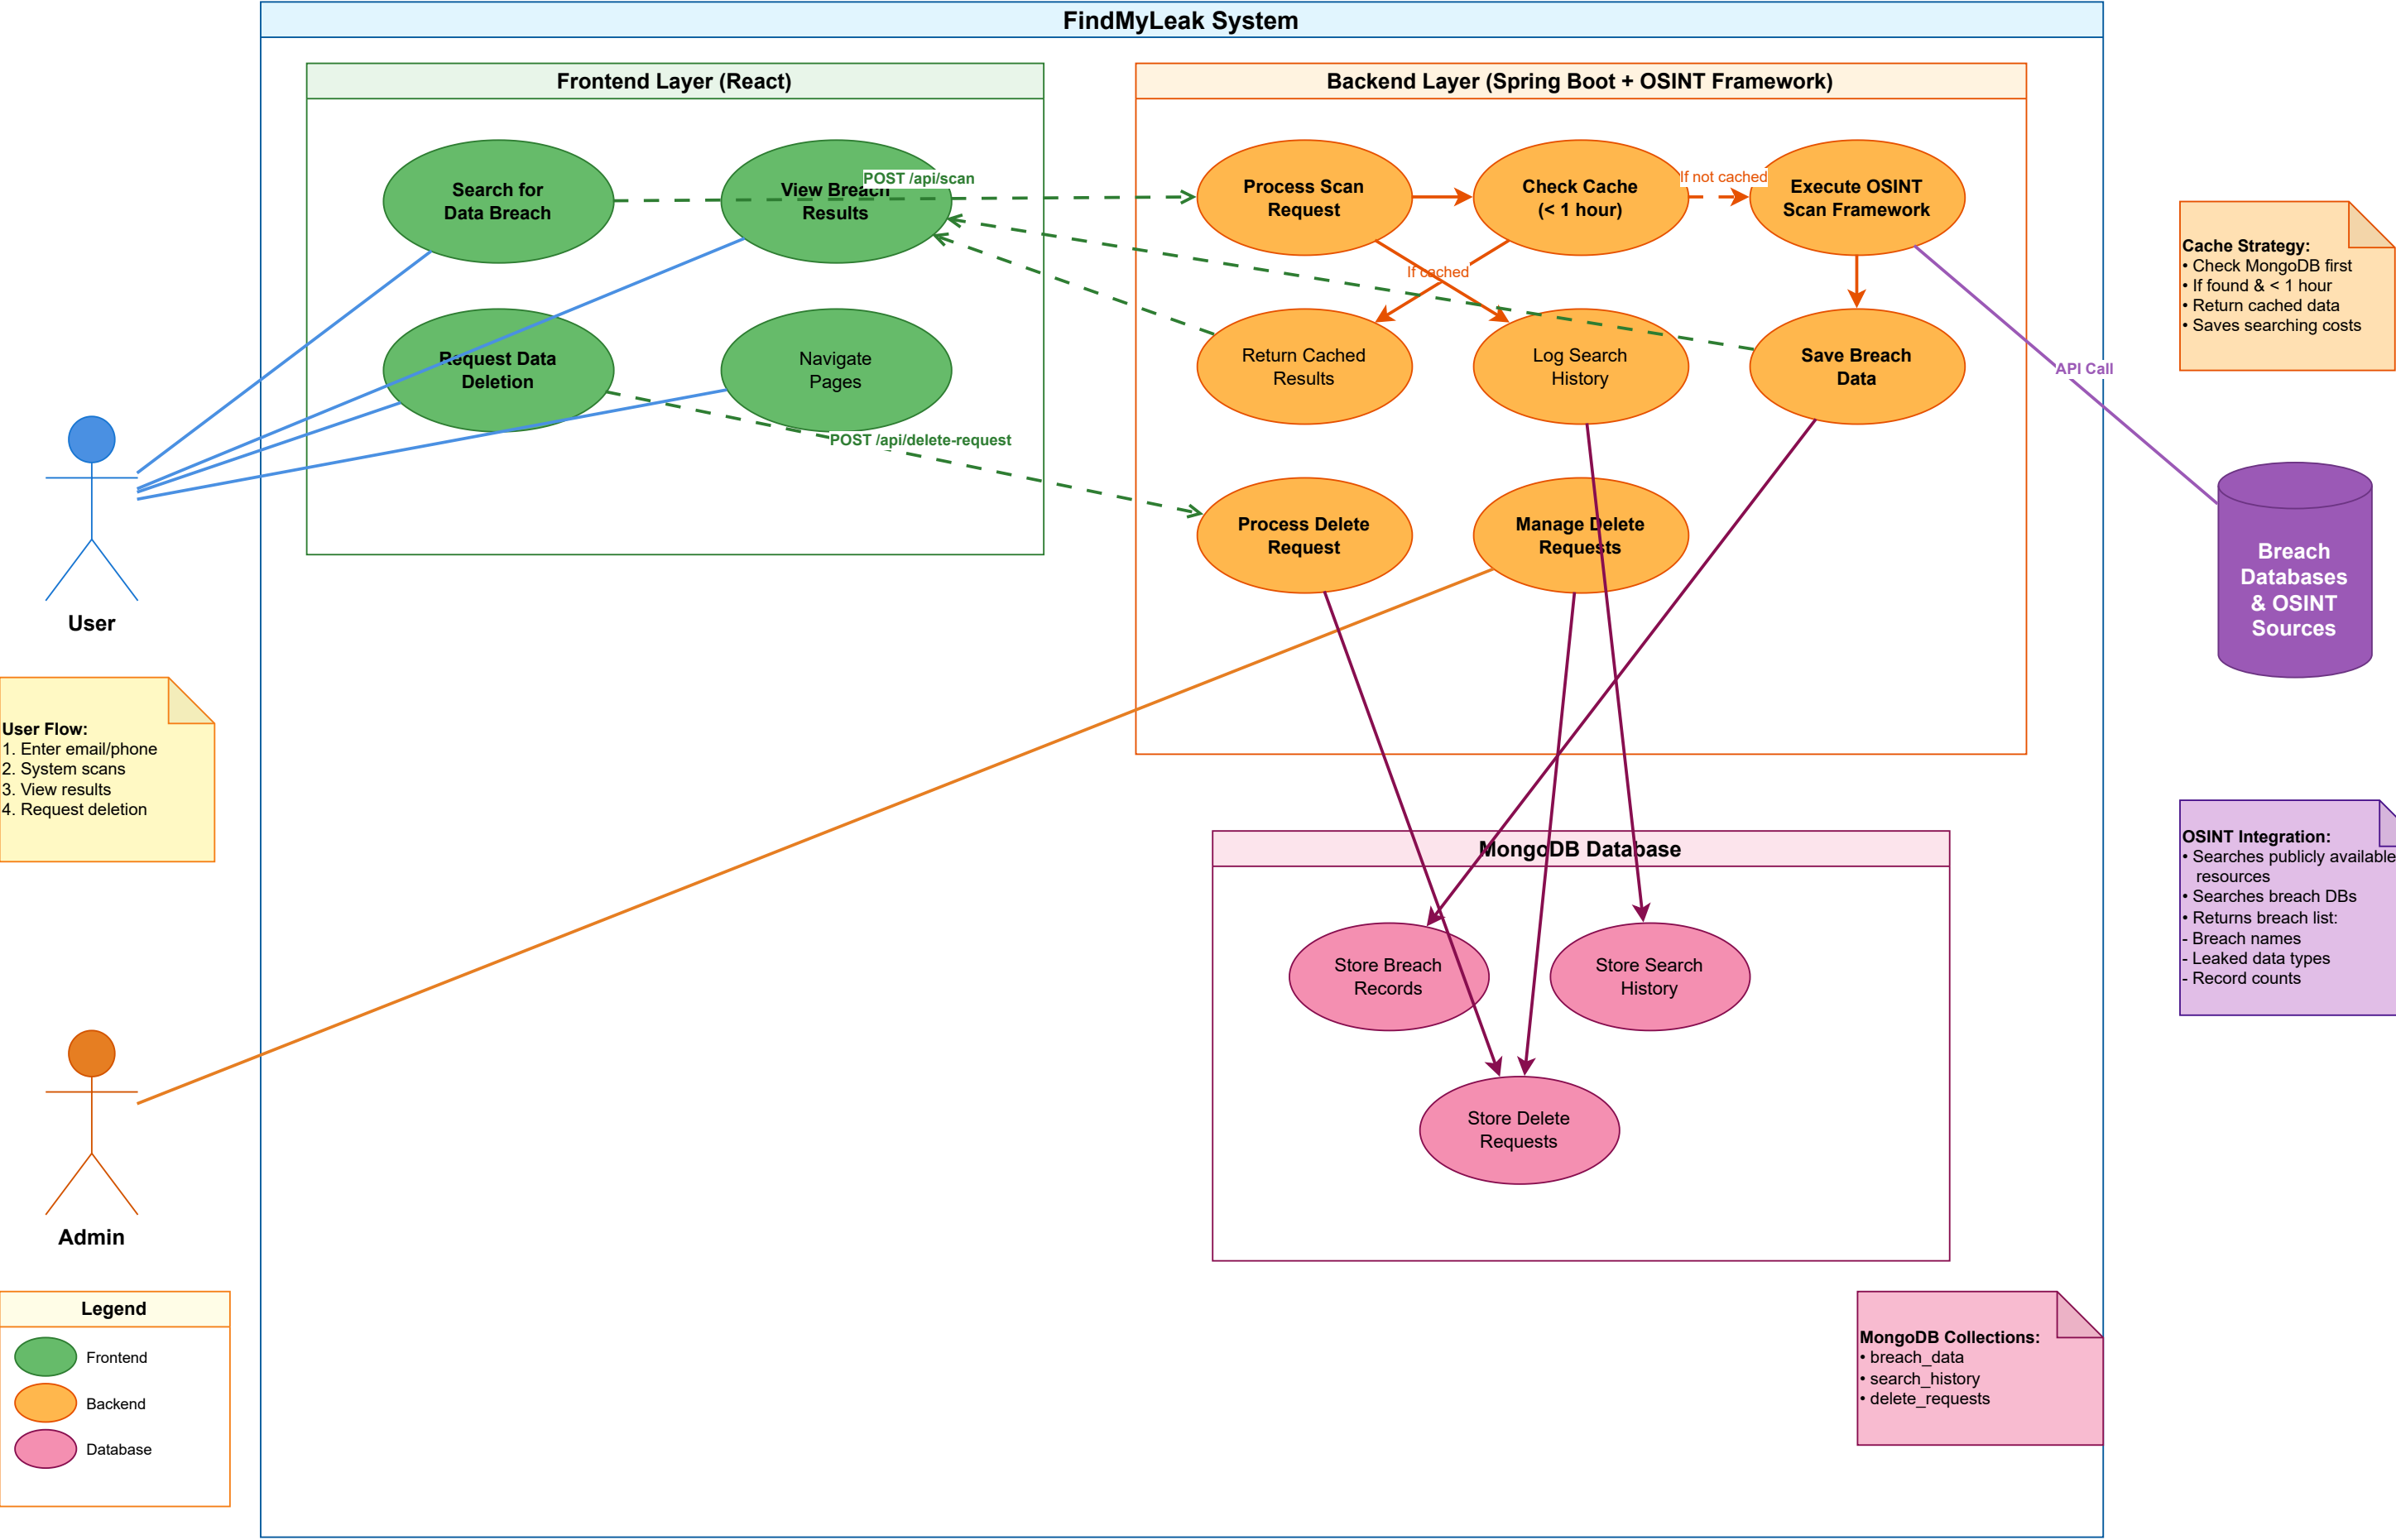 FindMyLeak System
Frontend Layer (React)
Search for
Data Breach
View Breach
Results
POST /api/scan
Request Data
Deletion
Navigate
Pages
POST /api/delete-request
Backend Layer (Spring Boot + OSINT Framework)
Process Scan
Request
Check Cache
(< 1 hour)
If not cached
Execute OSINT
Scan Framework
If cached
Return Cached
Results
Log Search
History
Save Breach
Data
Process Delete
Request
Manage Delete
Requests
API Call
Cache Strategy:
• Check MongoDB first
• If found & < 1 hour
• Return cached data
• Saves searching costs
Breach
Databases
& OSINT
Sources
User
User Flow:
1. Enter email/phone
2. System scans
3. View results
4. Request deletion
MongoDB Database
Store Breach
Records
Store Search
History
Store Delete
Requests
OSINT Integration:
• Searches publicly available
resources
• Searches breach DBs
• Returns breach list:
- Breach names
- Leaked data types
- Record counts
Admin
Legend
Frontend
Backend
Database
MongoDB Collections:
• breach_data
• search_history
• delete_requests